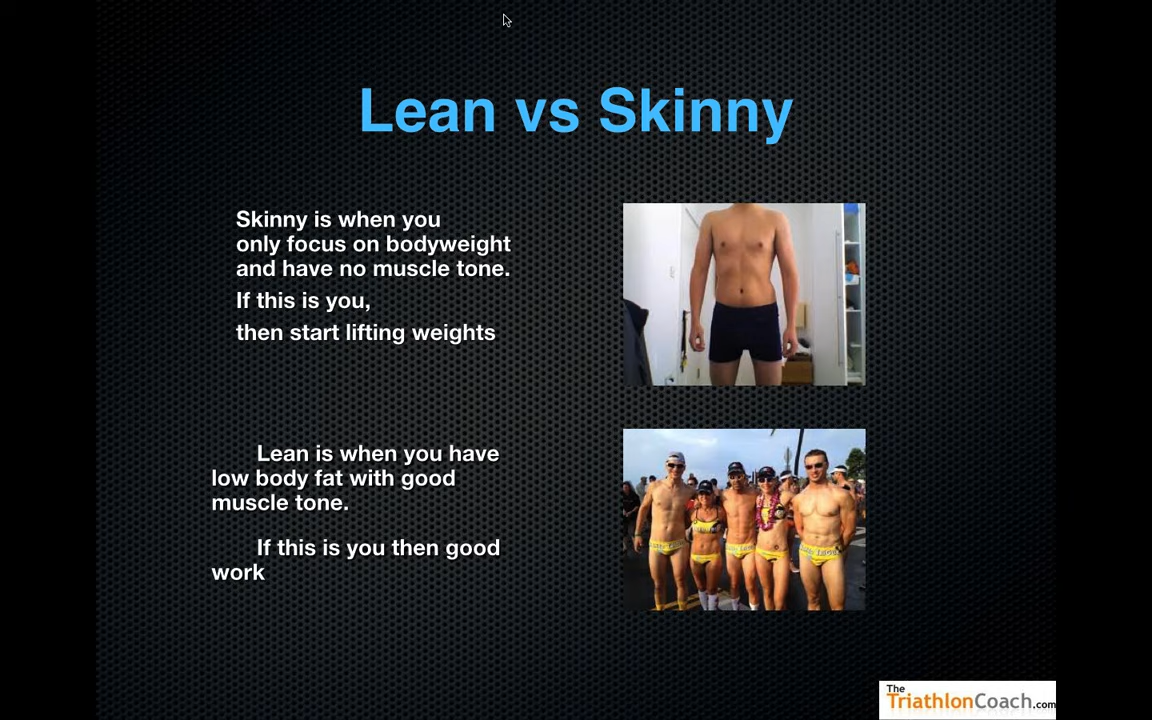 Lean vs Skinny
Skinny is when you
only focus on bodyweight
and have no muscle tone.
If this is you,
then start lifting weights
Lean is when you have
low body fat with good
muscle tone.
If this is you then good
work
The
TriathlonCoach.com